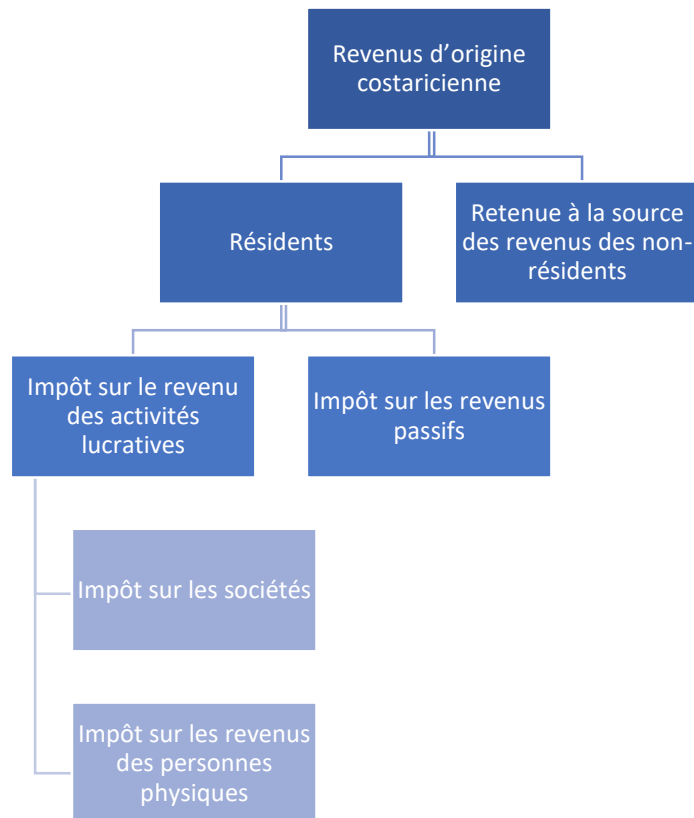 Revenus d’origine
costaricienne
Résidents
Retenue à la source
des revenus des non-
résidents
Impôt sur le revenu
des activités
lucratives
Impôt sur les revenus
passifs
Impôt sur les sociétés
Impôt sur les revenus
des personnes
physiques